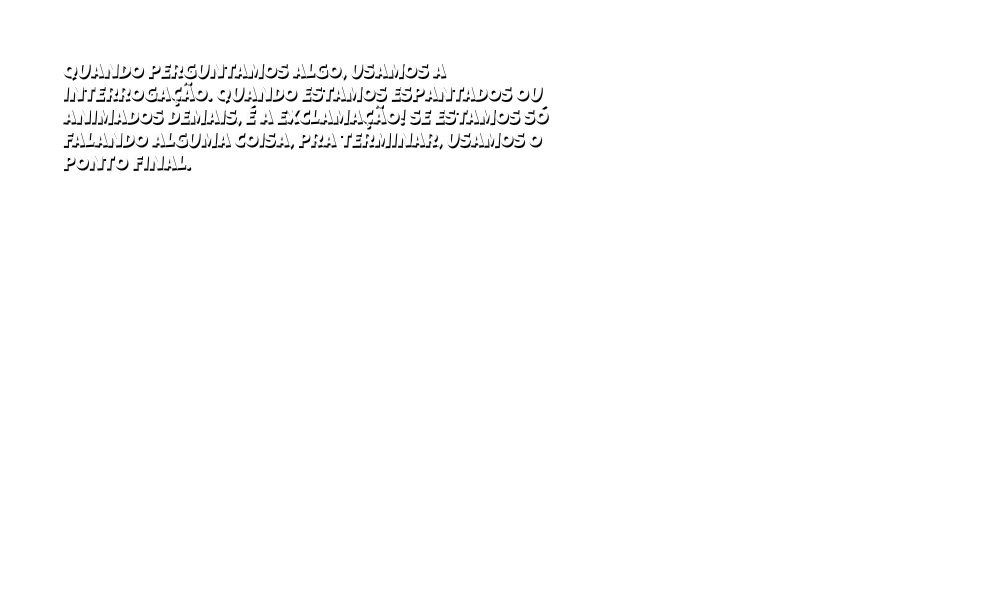 QUANDO PERGUNTAMOS ALGO, USAMOS A
INTERROGAÇÃO. QUANDO ESTAMOS ESPANTADOS OU
ANIMADOS DEMAIS, É A EXCLAMAÇÃO! SE ESTAMOS SÓ
FALANDO ALGUMA COISA, PRA TERMINAR, USAMOS O
PONTO FINAL.